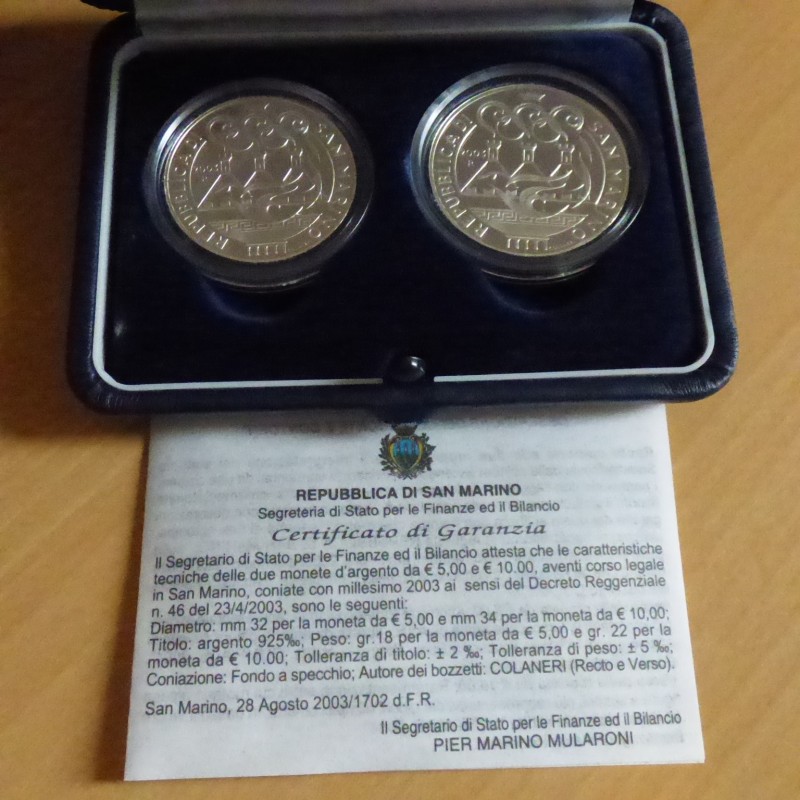 REPUBBLICA DI SAN MARINO
2003
REPUBBLICA DI SAN MARINO
2003
REPUBBLICA DI SAN MARINO
Segreteria di Stato per le Finanze ed il Bilancio
Certificato di Garanzia
Il Segretario di Stato per le Finanze ed il Bilancio attesta che le caratteristiche
tecniche delle due monete d'argento da € 5,00 e € 10.00, aventi corso legale
in San Marino, coniate con millesimo 2003 ai sensi del Decreto Reggenziale
n. 46 del 23/4/2003, sono le seguenti:
Diametro: mm 32 per la moneta da € 5,00 e mm 34 per la moneta da € 10,00;
Titolo: argento 925‰; Peso: gr.18 per la moneta da € 5,00 e gr. 22 per la
moneta da € 10.00; Tolleranza di titolo: ± 2 ‰; Tolleranza di peso: ± 5 ‰;
Coniazione: Fondo a specchio; Autore dei bozzetti: COLANERI (Recto e Verso).
San Marino, 28 Agosto 2003/1702 d.F.R.
Il Segretario di Stato per le Finanze ed il Bilancio
PIER MARINO MULARONI